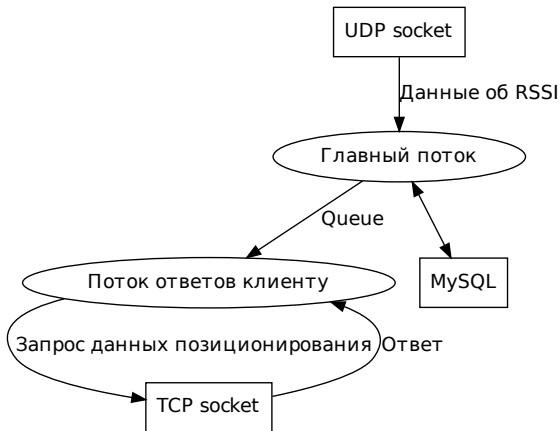 UDP socket
Данные об RSSI
Главный поток
Queue
Поток ответов клиенту
MySQL
Запрос данных позиционирования
Ответ
TCP socket